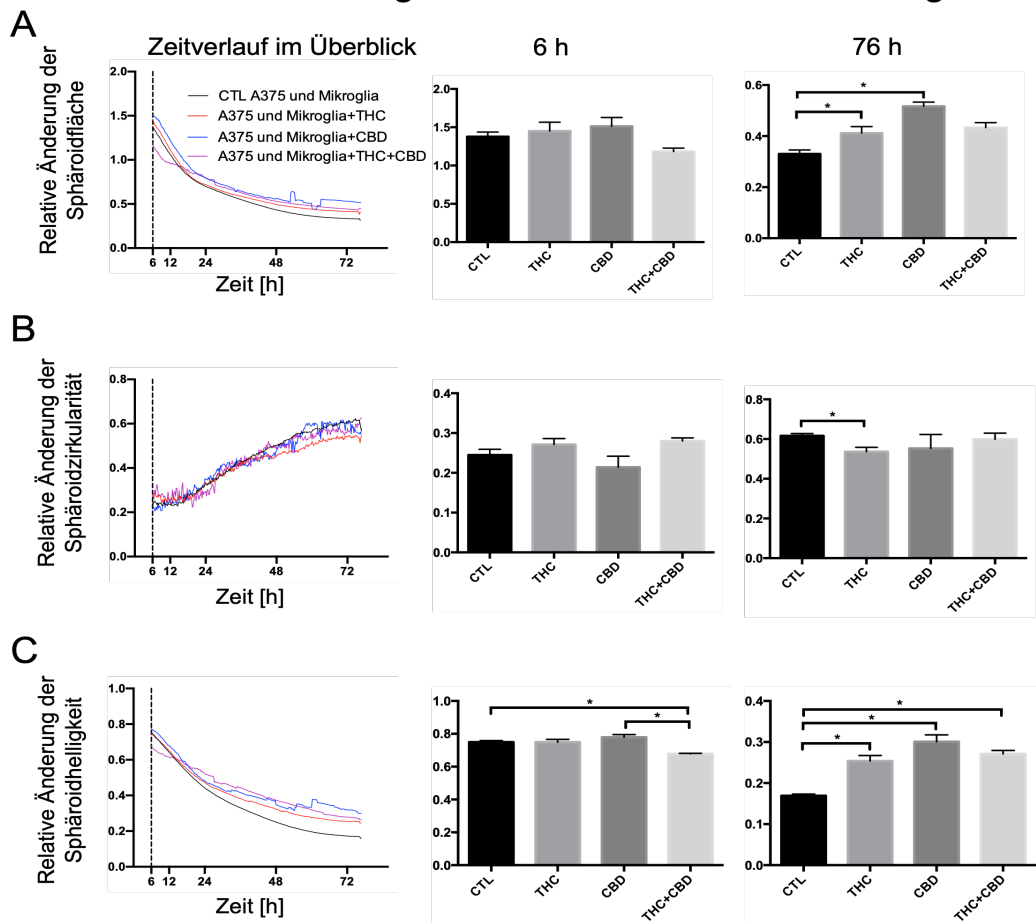 A
Zeitverlauf im Überblick
6 h
76 h
Relative Änderung der
Sphäroidfläche
2.0
1.5
1.0
0.5
0.0
CTL A375 und Mikroglia
A375 und Mikroglia+THC
A375 und Mikroglia+CBD
A375 und Mikroglia+THC+CBD
6 12 24 48 72
Zeit [h]
2.0
1.5
1.0
0.5
0.0
CTL THC CBD THC+CBD
0.6
0.4
0.2
0.0
* *
CTL THC CBD THC+CBD
B
Relative Änderung der
Sphäroidzirkularität
0.8
0.6
0.4
0.2
0.0
6 12 24 48 72
Zeit [h]
0.4
0.3
0.2
0.1
0.0
CTL THC CBD THC+CBD
0.8
0.6
0.4
0.2
0.0
*
CTL THC CBD THC+CBD
C
Relative Änderung der
Sphäroidhelligkeit
1.0
0.8
0.6
0.4
0.2
0.0
6 12 24 48 72
Zeit [h]
1.0
0.8
0.6
0.4
0.2
0.0
* *
CTL THC CBD THC+CBD
0.4
0.3
0.2
0.1
0.0
* * *
CTL THC CBD THC+CBD